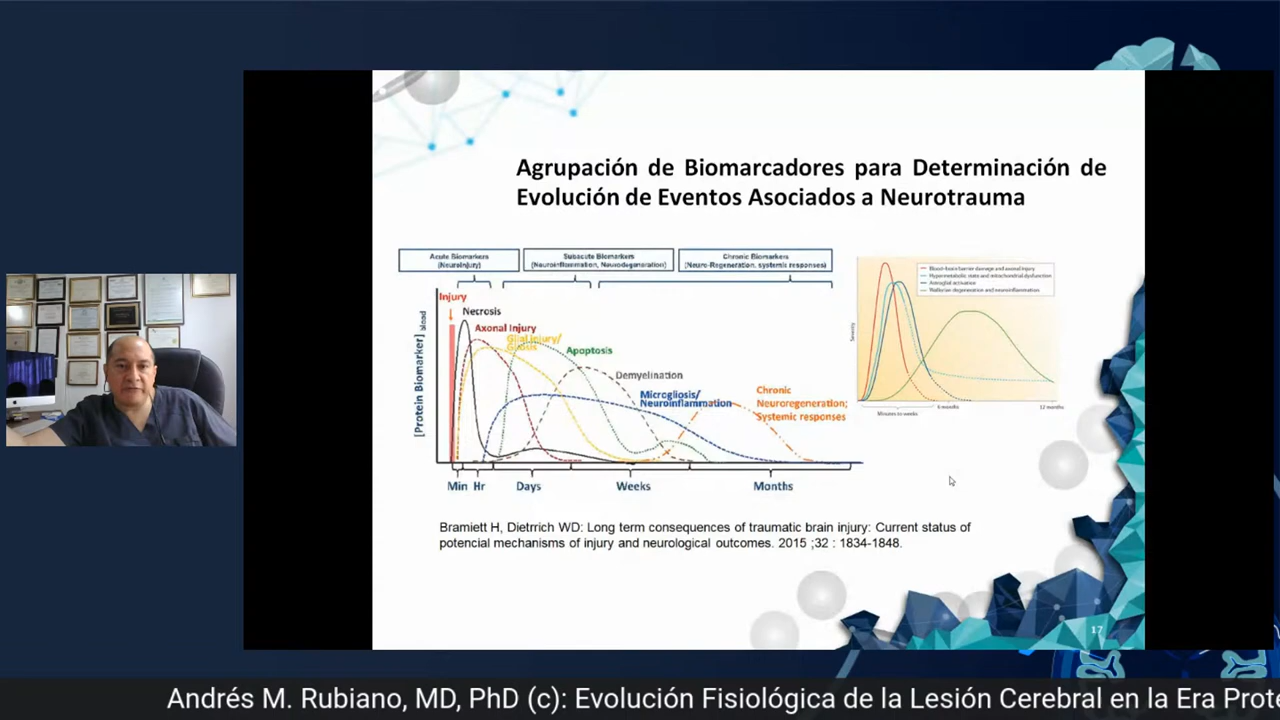 Agrupación de Biomarcadores para Determinación de
Evolución de Eventos Asociados a Neurotrauma
Acute Biomarkers
(Neuroinjury)
Subacute Biomarkers
(Neuroinflammation, Neurodegeneration)
Chronic Biomarkers
(Neuro-Regeneration, systemic responses)
Injury
Necrosis
Axonal Injury
Glial Injury/
Gliosis
Apoptosis
Demyelination
Microgliosis/
Neuroinflammation
Chronic
Neuroregeneration;
Systemic responses
[Protein Biomarker] blood
Min Hr Days Weeks Months
Blood-brain barrier damage and axonal injury
Hypermetabolic state and mitochondrial dysfunction
Astroglial activation
Wallerian degeneration and neuroinflammation
Severity
Minutes to weeks
6 months
12 months
Bramiett H, Dietrrich WD: Long term consequences of traumatic brain injury: Current status of
potencial mechanisms of injury and neurological outcomes. 2015 ;32 : 1834-1848.
17
Andrés M. Rubiano, MD, PhD (c): Evolución Fisiológica de la Lesión Cerebral en la Era Prote